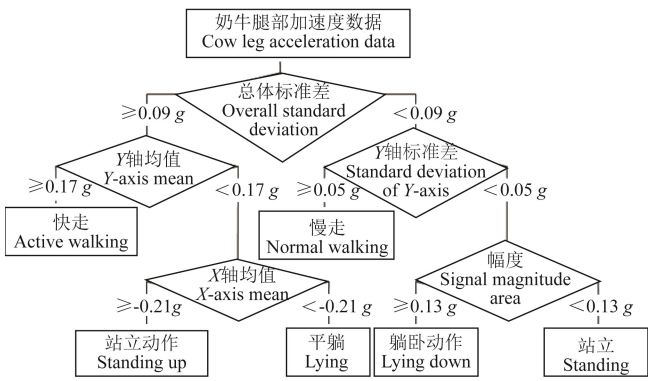 奶牛腿部加速度数据
Cow leg acceleration data
总体标准差
Overall standard
deviation
≥0.09 g
<0.09 g
Y轴均值
Y-axis mean
Y轴标准差
Standard deviation
of Y-axis
≥0.17 g
<0.17 g
≥0.05 g
<0.05 g
快走
Active walking
慢走
Normal walking
X轴均值
X-axis mean
幅度
Signal magnitude
area
≥-0.21g
<-0.21 g
≥0.13 g
<0.13 g
站立动作
Standing up
平躺
Lying
躺卧动作
Lying down
站立
Standing